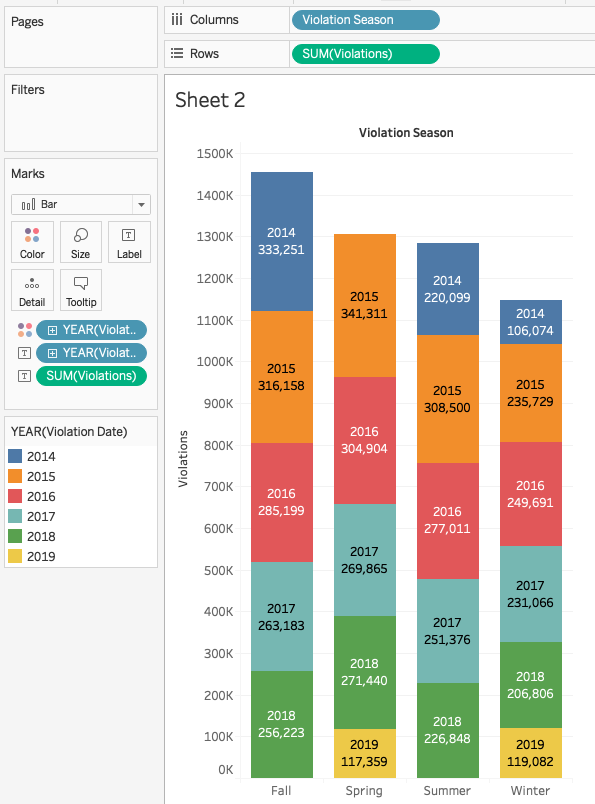 Pages
Columns
Violation Season
Rows
SUM(Violations)
Filters
Marks
Bar
Color
Size
Label
Detail
Tooltip
YEAR(Violat..
YEAR(Violat..
SUM(Violations)
YEAR(Violation Date)
2014
2015
2016
2017
2018
2019
Sheet 2
Violation Season
Violations
1500K
1400K
1300K
1200K
1100K
1000K
900K
800K
700K
600K
500K
400K
300K
200K
100K
0K
2014
333,251
2015
316,158
2016
285,199
2017
263,183
2018
256,223
2015
341,311
2016
304,904
2017
269,865
2018
271,440
2019
117,359
2014
220,099
2015
308,500
2016
277,011
2017
251,376
2018
226,848
2014
106,074
2015
235,729
2016
249,691
2017
231,066
2018
206,806
2019
119,082
Fall
Spring
Summer
Winter